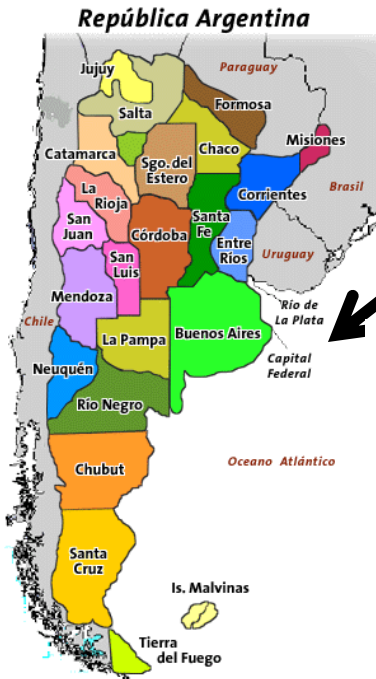 República Argentina
Jujuy
Paraguay
Salta
Formosa
Misiones
Catamarca
Chaco
Sgo. del
Estero
La
Rioja
Corrientes
Brasil
San
Juan
Córdoba
Santa
Fe
Entre
Ríos
Uruguay
San
Luis
Mendoza
Río de
La Plata
Chile
La Pampa
Buenos Aires
Capital
Federal
Neuquén
Río Negro
Oceano Atlántico
Chubut
Santa
Cruz
Is. Malvinas
Tierra
del Fuego